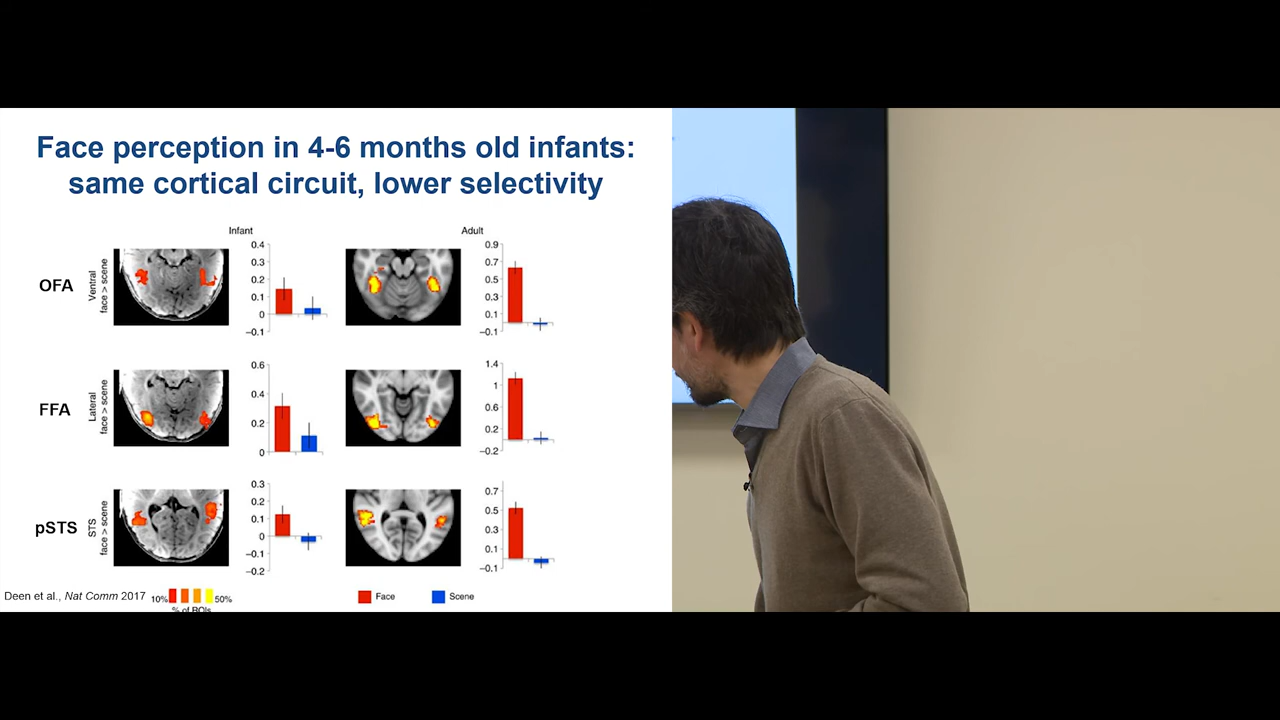 Face perception in 4-6 months old infants:
same cortical circuit, lower selectivity
Infant
Adult
OFA
Ventral
face > scene
0.4
0.3
0.2
0.1
0
–0.1
0.9
0.7
0.5
0.3
0.1
–0.1
FFA
Lateral
face > scene
0.6
0.4
0.2
0
1.4
1
0.6
0.2
–0.2
pSTS
STS
face > scene
0.3
0.2
0.1
0
–0.1
–0.2
0.7
0.5
0.3
0.1
–0.1
Deen et al., Nat Comm 2017
10%
50%
% of ROIs
Face
Scene